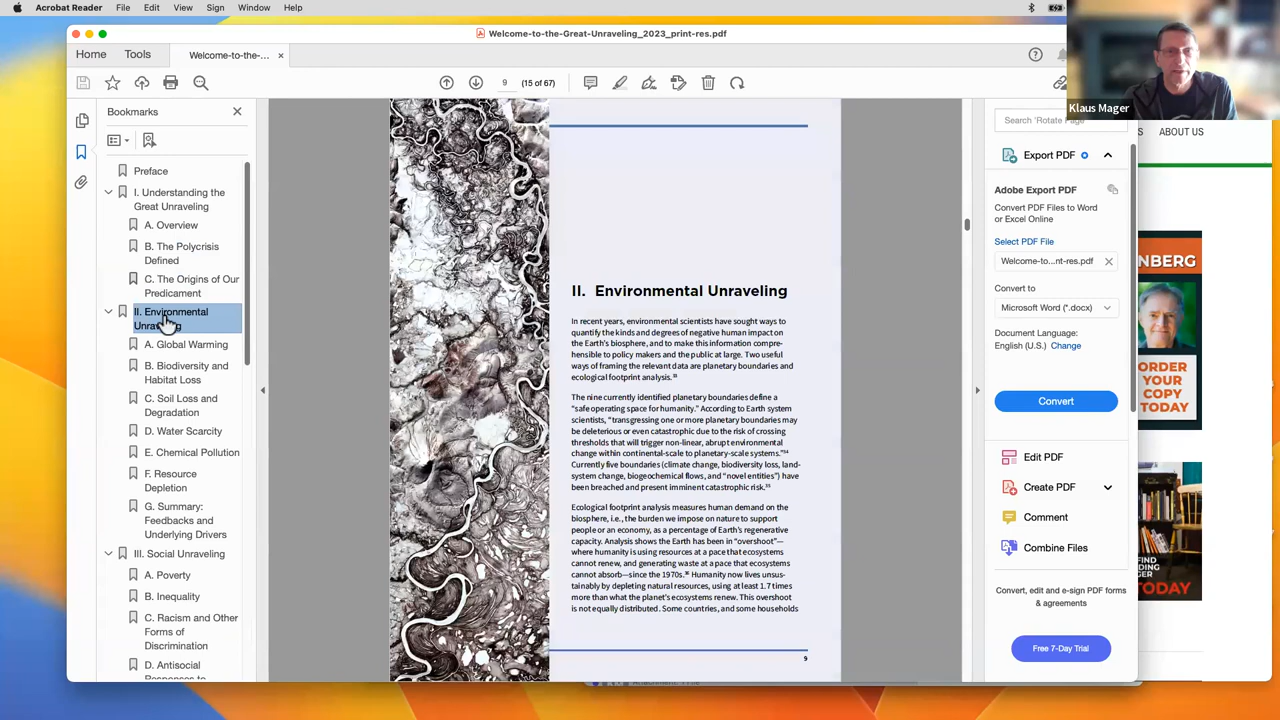 Acrobat Reader File Edit View Sign Window Help
Welcome-to-the-Great-Unraveling_2023_print-res.pdf
Home Tools Welcome-to-the-... ×
9 (15 of 67)
Klaus Mager
Bookmarks
Preface
I. Understanding the
Great Unraveling
A. Overview
B. The Polycrisis
Defined
C. The Origins of Our
Predicament
II. Environmental
A. Global Warming
B. Biodiversity and
Habitat Loss
C. Soil Loss and
Degradation
D. Water Scarcity
E. Chemical Pollution
F. Resource
Depletion
G. Summary:
Feedbacks and
Underlying Drivers
III. Social Unraveling
A. Poverty
B. Inequality
C. Racism and Other
Forms of
Discrimination
D. Antisocial
II. Environmental Unraveling
In recent years, environmental scientists have sought ways to
quantify the kinds and degrees of negative human impact on
the Earth's biosphere, and to make this information compre-
hensible to policy makers and the public at large. Two useful
ways of framing the relevant data are planetary boundaries and
ecological footprint analysis.
The nine currently identified planetary boundaries define a
"safe operating space for humanity." According to Earth system
scientists, "transgressing one or more planetary boundaries may
be deleterious or even catastrophic due to the risk of crossing
thresholds that will trigger non-linear, abrupt environmental
change within continental-scale to planetary-scale systems."
Currently five boundaries (climate change, biodiversity loss, land-
system change, biogeochemical flows, and "novel entities") have
been breached and present imminent catastrophic risk.
Ecological footprint analysis measures human demand on the
biosphere, i.e., the burden we impose on nature to support
people or an economy, as a percentage of Earth's regenerative
capacity. Analysis shows the Earth has been in "overshoot"—
where humanity is using resources at a pace that ecosystems
cannot renew, and generating waste at a pace that ecosystems
cannot absorb—since the 1970s. Humanity now lives unsus-
tainably by depleting natural resources, using at least 1.7 times
more than what the planet's ecosystems renew. This overshoot
is not equally distributed. Some countries, and some households
9
Search 'Rotate Page'
Export PDF
Adobe Export PDF
Convert PDF Files to Word
or Excel Online
Select PDF File
Welcome-to...nt-res.pdf
Convert to
Microsoft Word (*.docx)
Document Language:
English (U.S.) Change
Convert
Edit PDF
Create PDF
Comment
Combine Files
Convert, edit and e-sign PDF forms
& agreements
Free 7-Day Trial
S ABOUT US
NBERG
ORDER
YOUR
COPY
TODAY